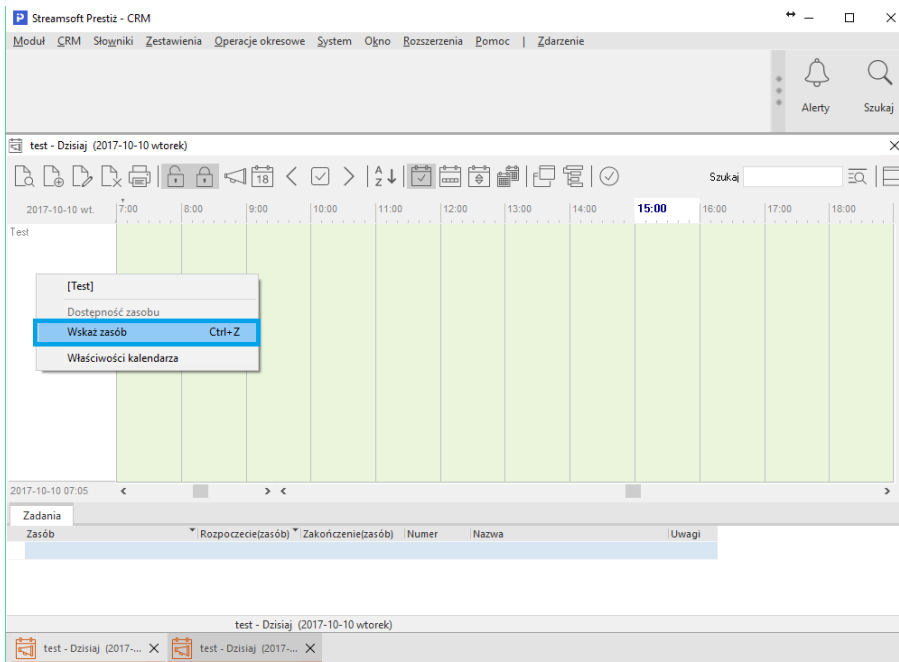 Streamsoft Prestiż - CRM
Moduł CRM Słowniki Zestawienia Operacje okresowe System Okno Rozszerzenia Pomoc | Zdarzenie
Alerty Szukaj
test - Dzisiaj (2017-10-10 wtorek)
18 Szukaj
2017-10-10 wt. 7:00 8:00 9:00 10:00 11:00 12:00 13:00 14:00 15:00 16:00 17:00 18:00
Test
[Test]
Dostępność zasobu
Wskaż zasób Ctrl+Z
Właściwości kalendarza
2017-10-10 07:05
Zadania
Zasób Rozpoczecie(zasób) Zakończenie(zasób) Numer Nazwa Uwagi
test - Dzisiaj (2017-10-10 wtorek)
test - Dzisiaj (2017-... test - Dzisiaj (2017-...